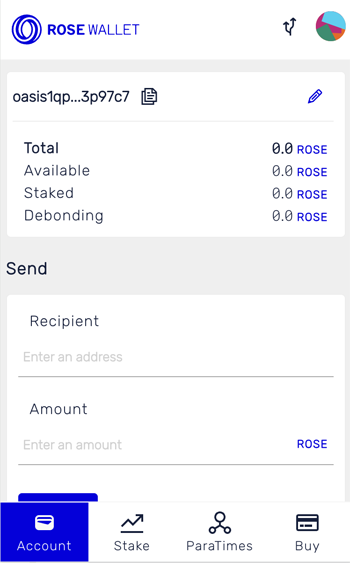 ROSE WALLET
oasis1qp...3p97c7
Total 0.0 ROSE
Available 0.0 ROSE
Staked 0.0 ROSE
Debonding 0.0 ROSE
Send
Recipient
Enter an address
Amount
Enter an amount ROSE
Account Stake ParaTimes Buy